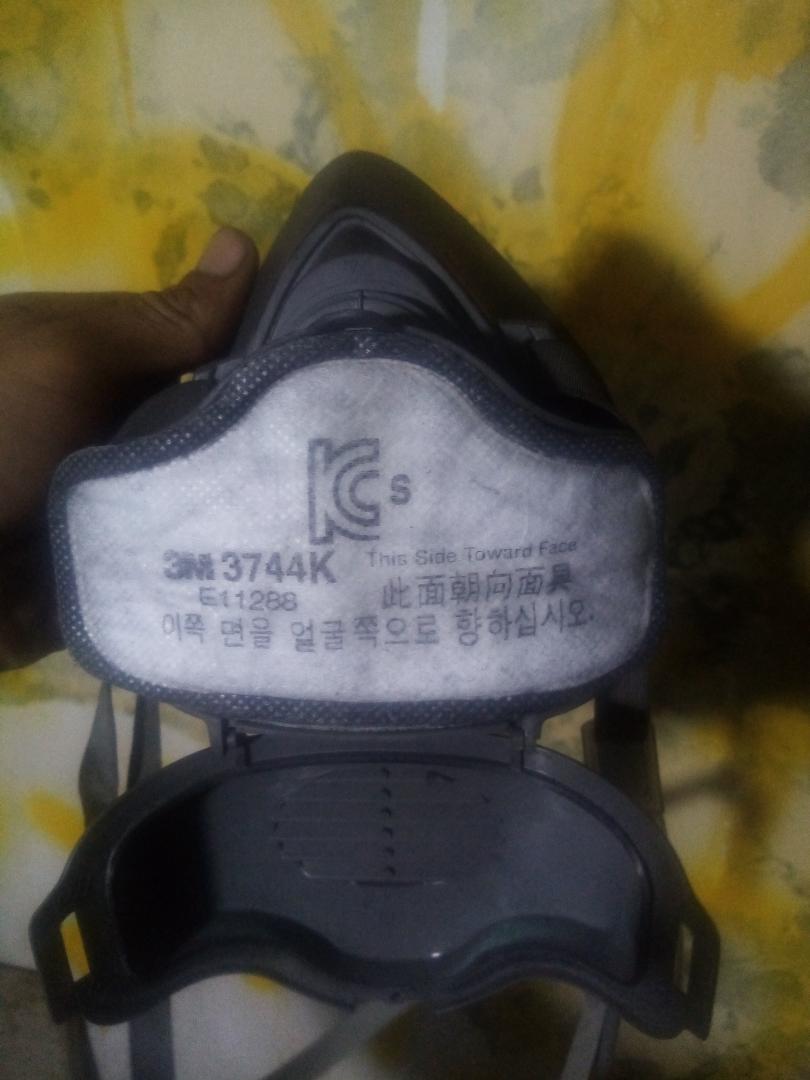 KCs
3M 3744K This Side Toward Face
E11288 此面朝向面具
이쪽 면을 얼굴쪽으로 향하십시오.